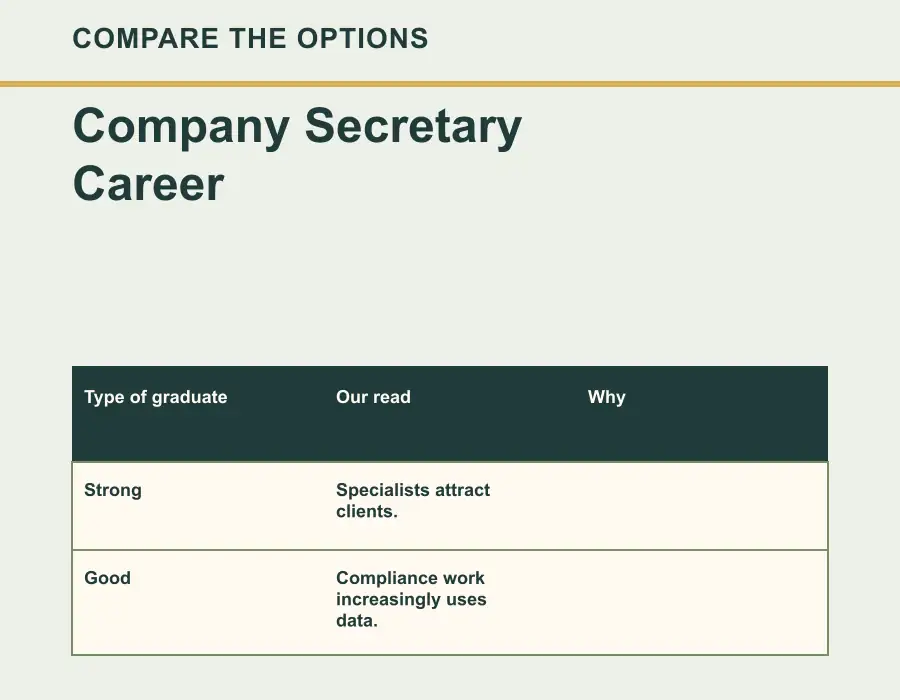 COMPARE THE OPTIONS
Company Secretary
Career
Type of graduate Our read Why
Strong Specialists attract
clients.
Good Compliance work
increasingly uses
data.